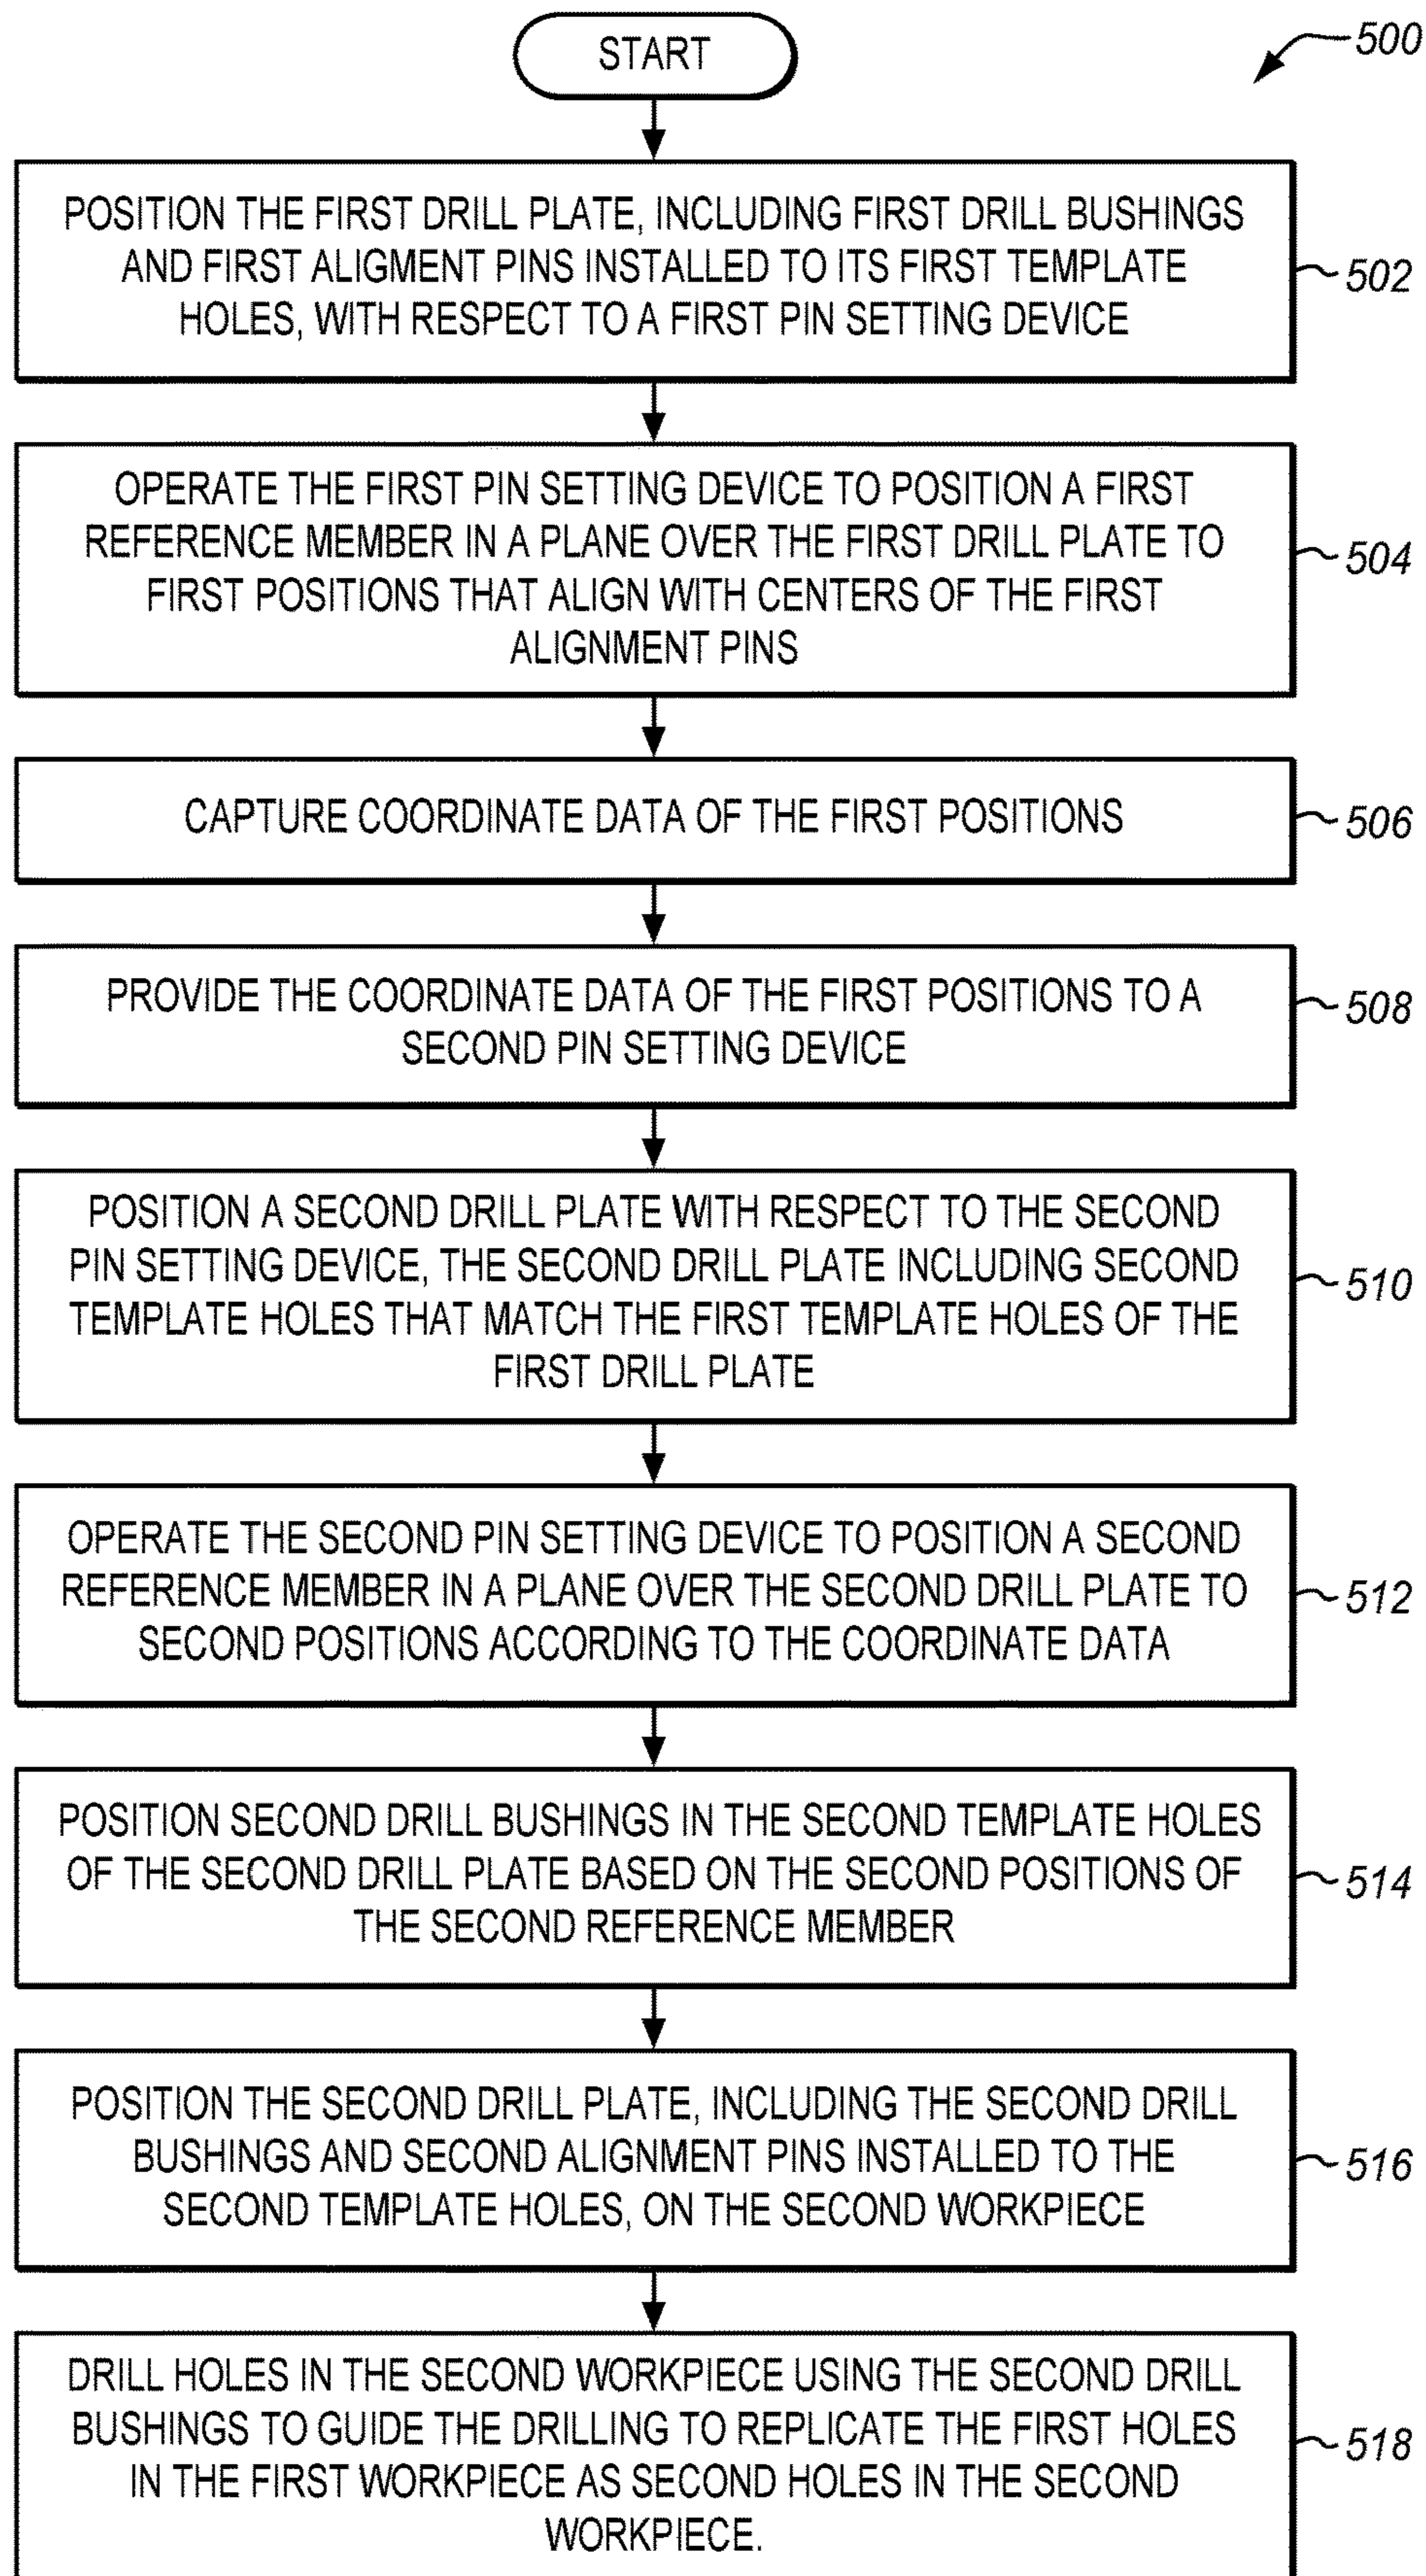 START
500
POSITION THE FIRST DRILL PLATE, INCLUDING FIRST DRILL BUSHINGS
AND FIRST ALIGMENT PINS INSTALLED TO ITS FIRST TEMPLATE
HOLES, WITH RESPECT TO A FIRST PIN SETTING DEVICE
502
OPERATE THE FIRST PIN SETTING DEVICE TO POSITION A FIRST
REFERENCE MEMBER IN A PLANE OVER THE FIRST DRILL PLATE TO
FIRST POSITIONS THAT ALIGN WITH CENTERS OF THE FIRST
ALIGNMENT PINS
504
CAPTURE COORDINATE DATA OF THE FIRST POSITIONS
506
PROVIDE THE COORDINATE DATA OF THE FIRST POSITIONS TO A
SECOND PIN SETTING DEVICE
508
POSITION A SECOND DRILL PLATE WITH RESPECT TO THE SECOND
PIN SETTING DEVICE, THE SECOND DRILL PLATE INCLUDING SECOND
TEMPLATE HOLES THAT MATCH THE FIRST TEMPLATE HOLES OF THE
FIRST DRILL PLATE
510
OPERATE THE SECOND PIN SETTING DEVICE TO POSITION A SECOND
REFERENCE MEMBER IN A PLANE OVER THE SECOND DRILL PLATE TO
SECOND POSITIONS ACCORDING TO THE COORDINATE DATA
512
POSITION SECOND DRILL BUSHINGS IN THE SECOND TEMPLATE HOLES
OF THE SECOND DRILL PLATE BASED ON THE SECOND POSITIONS OF
THE SECOND REFERENCE MEMBER
514
POSITION THE SECOND DRILL PLATE, INCLUDING THE SECOND DRILL
BUSHINGS AND SECOND ALIGNMENT PINS INSTALLED TO THE
SECOND TEMPLATE HOLES, ON THE SECOND WORKPIECE
516
DRILL HOLES IN THE SECOND WORKPIECE USING THE SECOND DRILL
BUSHINGS TO GUIDE THE DRILLING TO REPLICATE THE FIRST HOLES
IN THE FIRST WORKPIECE AS SECOND HOLES IN THE SECOND
WORKPIECE.
518